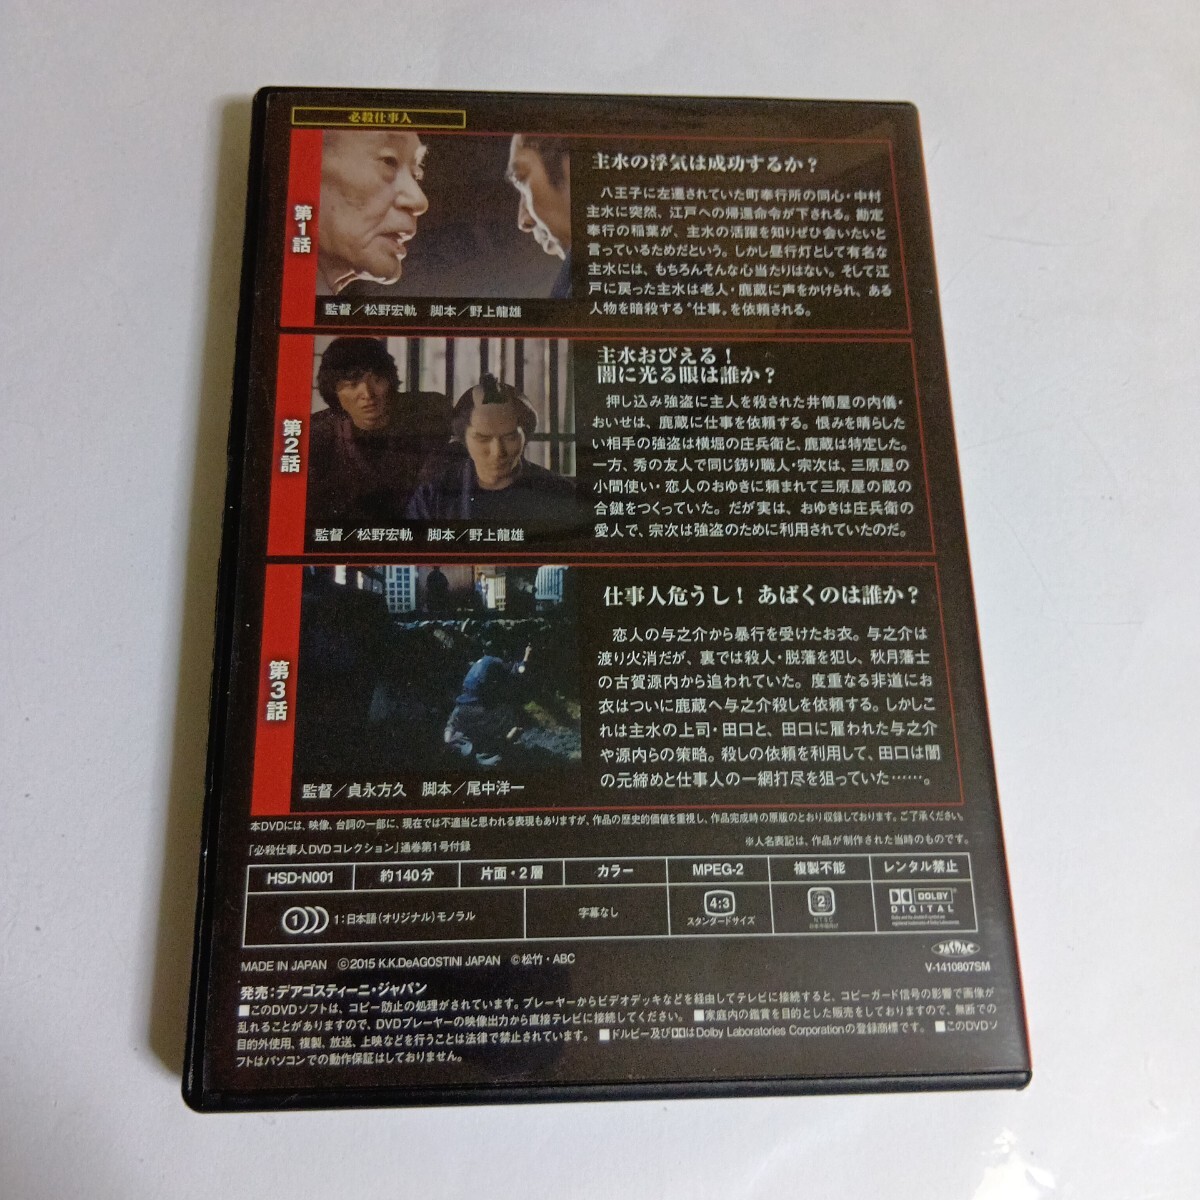 必殺仕事人
第1話
監督／松野宏軌　脚本／野上龍雄
主水の浮気は成功するか？
八王子に左遷されていた町奉行所の同心・中村
主水に突然、江戸への帰還命令が下される。勘定
奉行の稲葉が、主水の活躍を知りぜひ会いたいと
言っているためだという。しかし昼行灯として有名な
主水には、もちろんそんな心当たりはない。そして江
戸に戻った主水は老人・鹿蔵に声をかけられ、ある
人物を暗殺する“仕事”を依頼される。
第2話
監督／松野宏軌　脚本／野上龍雄
主水おびえる！
闇に光る眼は誰か？
押し込み強盗に主人を殺された井筒屋の内儀・
おいせは、鹿蔵に仕事を依頼する。恨みを晴らした
い相手の強盗は横堀の庄兵衛と、鹿蔵は特定した。
一方、秀の友人で同じ錺り職人・宗次は、三原屋の
小間使い・恋人のおゆきに頼まれて三原屋の蔵の
合鍵をつくっていた。だが実は、おゆきは庄兵衛の
愛人で、宗次は強盗のために利用されていたのだ。
第3話
監督／貞永方久　脚本／尾中洋一
仕事人危うし！ あばくのは誰か？
恋人の与之介から暴行を受けたお衣。与之介は
渡り火消だが、裏では殺人・脱藩を犯し、秋月藩士
の古賀源内から追われていた。度重なる非道にお
衣はついに鹿蔵へ与之介殺しを依頼する。しかしこ
れは主水の上司・田口と、田口に雇われた与之介
や源内らの策略。殺しの依頼を利用して、田口は闇
の元締めと仕事人の一網打尽を狙っていた……。
本DVDには、映像、台詞の一部に、現在では不適当と思われる表現もありますが、作品の歴史的価値を重視し、作品完成時の原版のとおり収録しております。ご了承ください。
※人名表記は、作品が制作された当時のものです。
「必殺仕事人DVDコレクション」通巻第1号付録
HSD-N001　約140分　片面・2層　カラー　MPEG-2　複製不能　レンタル禁止
1 1：日本語（オリジナル）モノラル　字幕なし　4:3 スタンダードサイズ　2 NTSC 日本市場向け　DOLBY DIGITAL
MADE IN JAPAN　©2015 K.K.DeAGOSTINI JAPAN　©松竹・ABC
JASRAC
V-1410807SM
発売：デアゴスティーニ・ジャパン
■このDVDソフトは、コピー防止の処理がされています。プレーヤーからビデオデッキなどを経由してテレビに接続すると、コピーガード信号の影響で画像が
乱れることがありますので、DVDプレーヤーの映像出力から直接テレビに接続してください。■家庭内の鑑賞を目的とした販売をしておりますので、無断での
目的外使用、複製、放送、上映などを行うことは法律で禁止されています。■ドルビー及びDDはDolby Laboratories Corporationの登録商標です。■このDVDソ
フトはパソコンでの動作保証はしておりません。